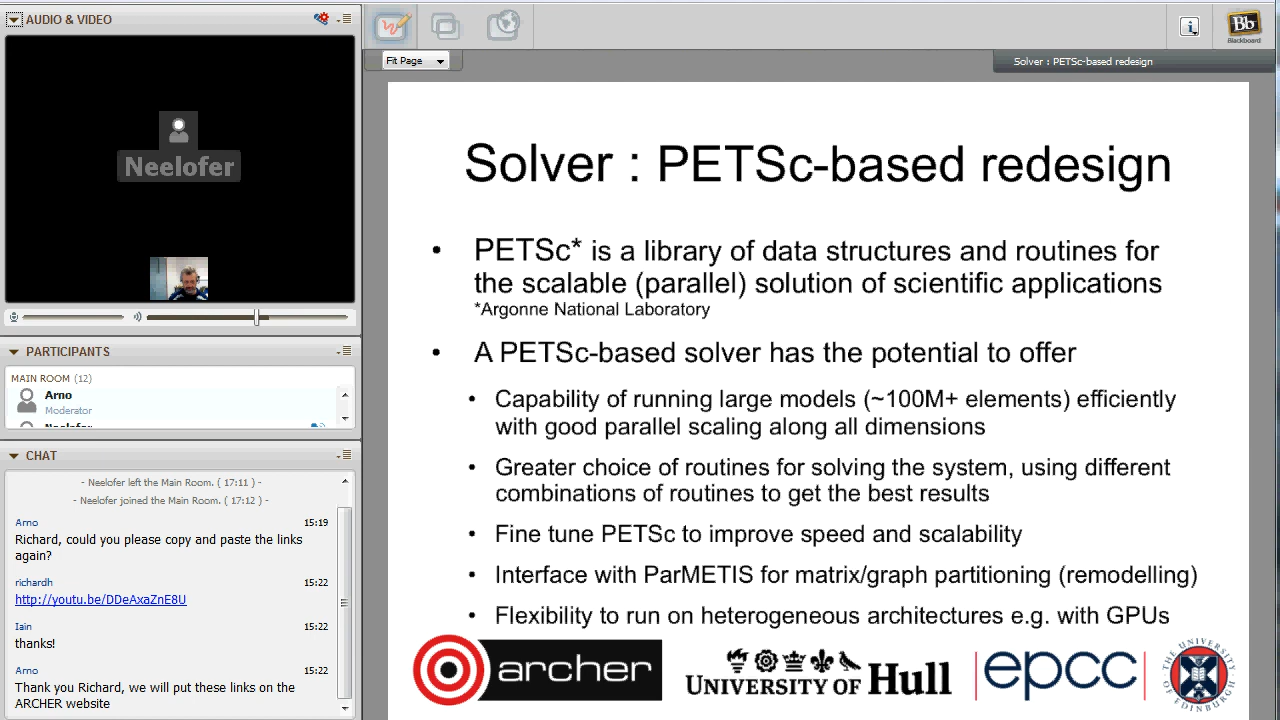 AUDIO & VIDEO
Neelofer
PARTICIPANTS
MAIN ROOM (12)
Arno
Moderator
Neelofer
CHAT
- Neelofer left the Main Room. ( 17:11 ) -
- Neelofer joined the Main Room. ( 17:12 ) -
Arno 15:19
Richard, could you please copy and paste the links
again?
richardh 15:22
http://youtu.be/DDeAxaZnE8U
Iain 15:22
thanks!
Arno 15:22
Thank you Richard, we will put these links on the
ARCHER website
Bb
Blackboard
Fit Page
Solver : PETSc-based redesign
Solver : PETSc-based redesign
• PETSc* is a library of data structures and routines for
the scalable (parallel) solution of scientific applications
*Argonne National Laboratory
• A PETSc-based solver has the potential to offer
• Capability of running large models (~100M+ elements) efficiently
with good parallel scaling along all dimensions
• Greater choice of routines for solving the system, using different
combinations of routines to get the best results
• Fine tune PETSc to improve speed and scalability
• Interface with ParMETIS for matrix/graph partitioning (remodelling)
• Flexibility to run on heterogeneous architectures e.g. with GPUs
archer
UNIVERSITY OF Hull
epcc
THE UNIVERSITY OF EDINBURGH